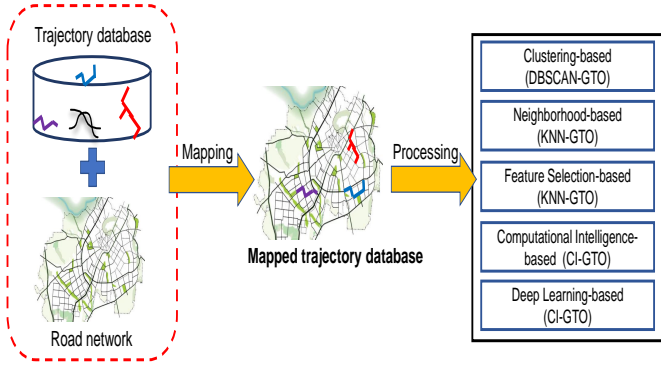 Trajectory database
Road network
Mapping
Mapped trajectory database
Processing
Clustering-based
(DBSCAN-GTO)
Neighborhood-based
(KNN-GTO)
Feature Selection-based
(KNN-GTO)
Computational Intelligence-
based (CI-GTO)
Deep Learning-based
(CI-GTO)